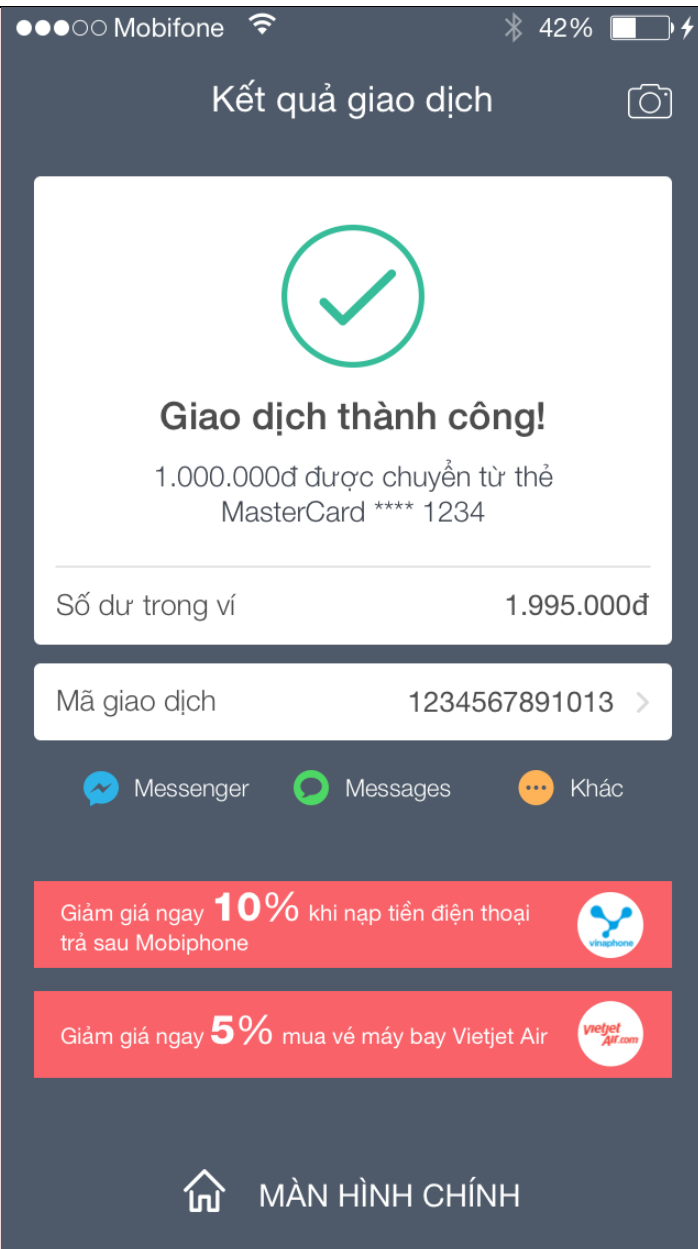 Mobifone 42%
Kết quả giao dịch
Giao dịch thành công!
1.000.000đ được chuyển từ thẻ
MasterCard **** 1234
Số dư trong ví 1.995.000đ
Mã giao dịch 1234567891013
Messenger Messages Khác
Giảm giá ngay 10% khi nạp tiền điện thoại
trả sau Mobiphone
vinaphone
Giảm giá ngay 5% mua vé máy bay Vietjet Air
vietjet
Air.com
MÀN HÌNH CHÍNH